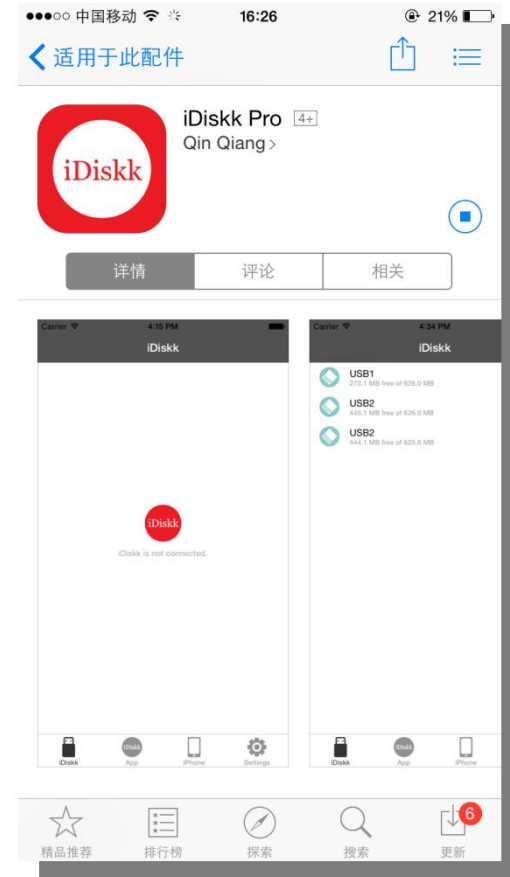 中国移动 16:26 21%
适用于此配件
iDiskk
iDiskk Pro 4+
Qin Qiang >
详情 评论 相关
Carrier 4:15 PM
iDiskk
iDiskk
iDiskk is not connected.
iDiskk App iPhone Settings
Carrier 4:34 PM
iDiskk
USB1
272.1 MB free of 626.0 MB
USB2
445.1 MB free of 626.0 MB
USB2
444.1 MB free of 625.0 MB
iDiskk App iPhone
6
精品推荐 排行榜 探索 搜索 更新